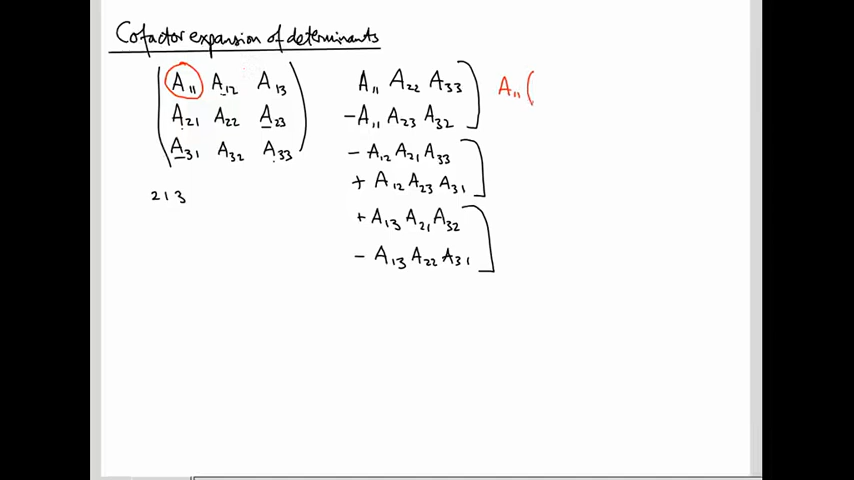 Cofactor expansion of determinants
A₁₁ A₁₂ A₁₃
A₂₁ A₂₂ A₂₃
A₃₁ A₃₂ A₃₃
2 1 3
A₁₁ A₂₂ A₃₃
-A₁₁ A₂₃ A₃₂
- A₁₂ A₂₁ A₃₃
+ A₁₂ A₂₃ A₃₁
+ A₁₃ A₂₁ A₃₂
- A₁₃ A₂₂ A₃₁
A₁₁ (